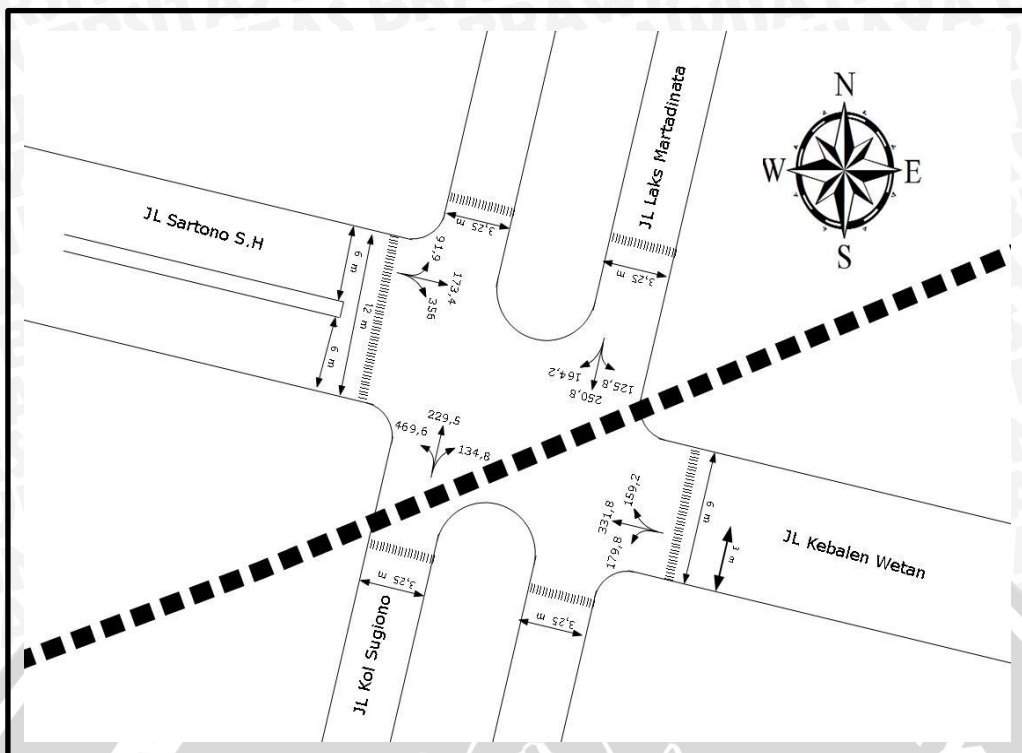 N
W
E
S
JL Laks Martadinata
JL Sartono S.H
3,25 m
3,25 m
6 m
12 m
6 m
91,9
173,4
356
164,2
250,8
125,8
469,6
229,5
134,8
159,2
331,8
179,8
6 m
3 m
JL Kebalen Wetan
3,25 m
3,25 m
JL Kol Sugiono